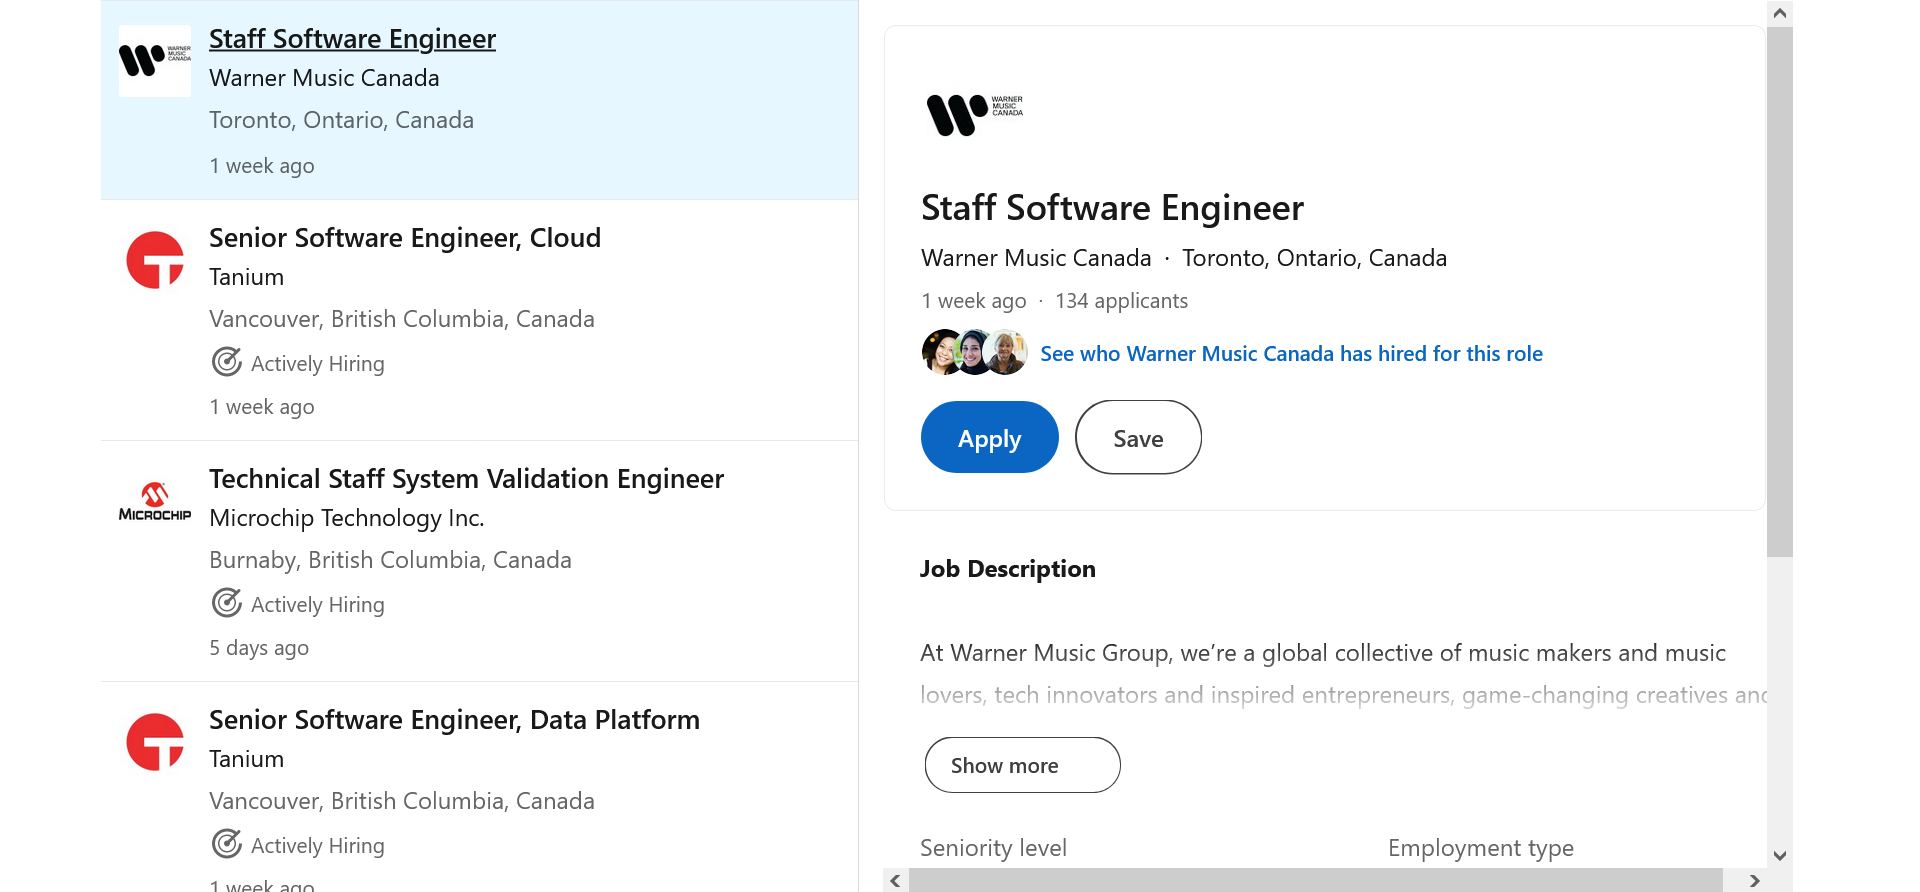 WARNER
MUSIC
CANADA
Staff Software Engineer
Warner Music Canada
Toronto, Ontario, Canada
1 week ago
Senior Software Engineer, Cloud
Tanium
Vancouver, British Columbia, Canada
Actively Hiring
1 week ago
MICROCHIP
Technical Staff System Validation Engineer
Microchip Technology Inc.
Burnaby, British Columbia, Canada
Actively Hiring
5 days ago
Senior Software Engineer, Data Platform
Tanium
Vancouver, British Columbia, Canada
Actively Hiring
1 week ago
WARNER
MUSIC
CANADA
Staff Software Engineer
Warner Music Canada · Toronto, Ontario, Canada
1 week ago · 134 applicants
See who Warner Music Canada has hired for this role
Apply
Save
Job Description
At Warner Music Group, we’re a global collective of music makers and music
lovers, tech innovators and inspired entrepreneurs, game-changing creatives and
Show more
Seniority level
Employment type